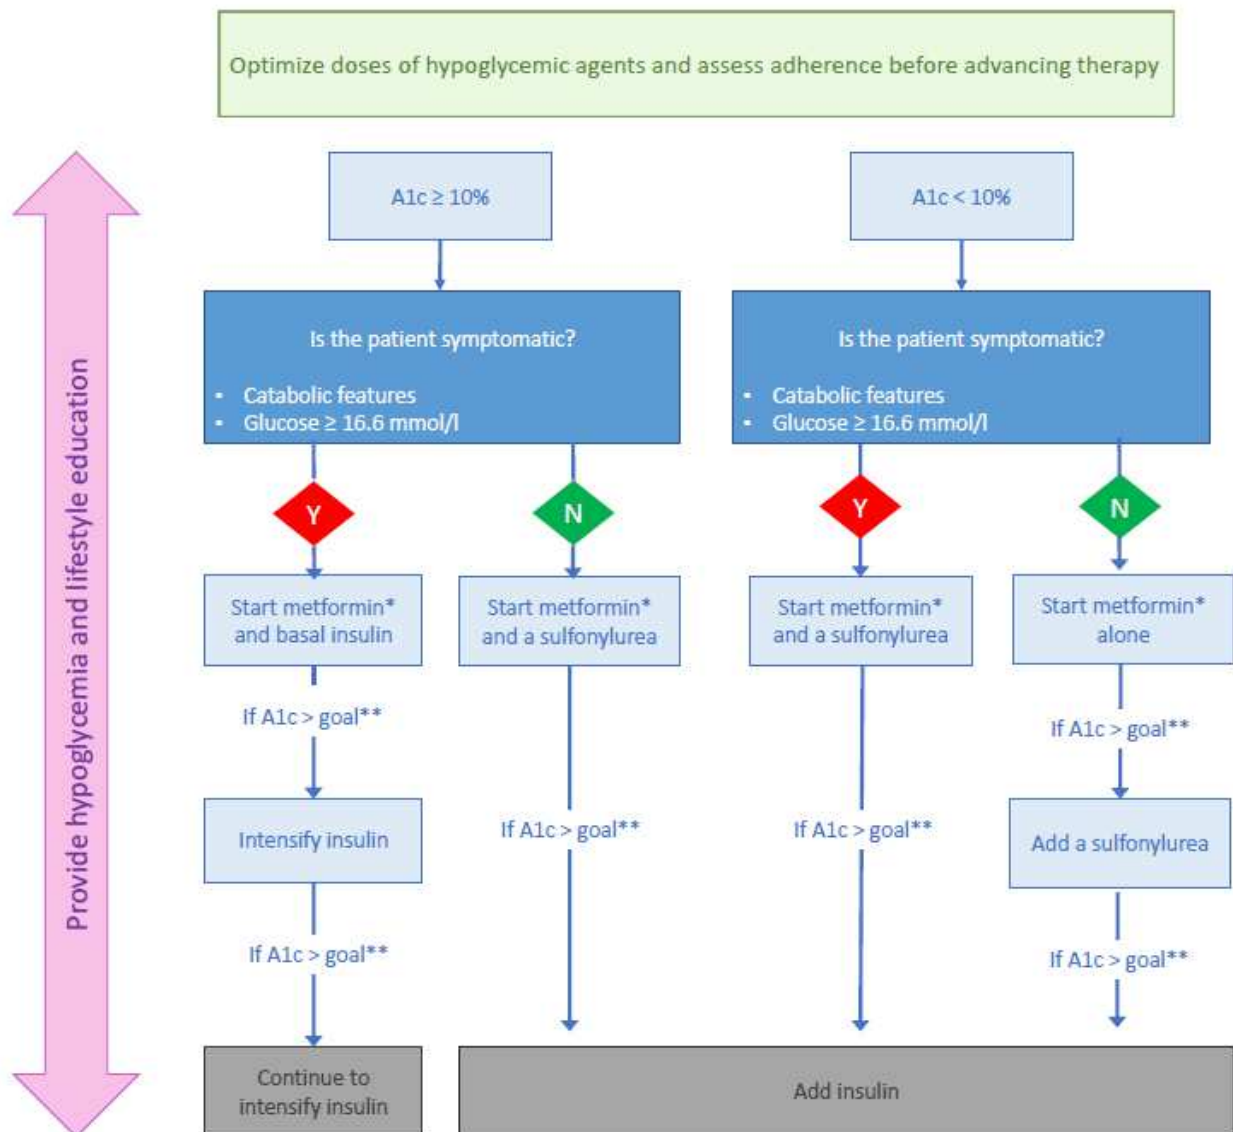 Optimize doses of hypoglycemic agents and assess adherence before advancing therapy
Provide hypoglycemia and lifestyle education
A1c ≥ 10%
A1c < 10%
Is the patient symptomatic?
▪ Catabolic features
▪ Glucose ≥ 16.6 mmol/l
Is the patient symptomatic?
▪ Catabolic features
▪ Glucose ≥ 16.6 mmol/l
Y
N
Y
N
Start metformin*
and basal insulin
Start metformin*
and a sulfonylurea
Start metformin*
and a sulfonylurea
Start metformin*
alone
If A1c > goal**
If A1c > goal**
Intensify insulin
If A1c > goal**
If A1c > goal**
Add a sulfonylurea
If A1c > goal**
If A1c > goal**
Continue to
intensify insulin
Add insulin